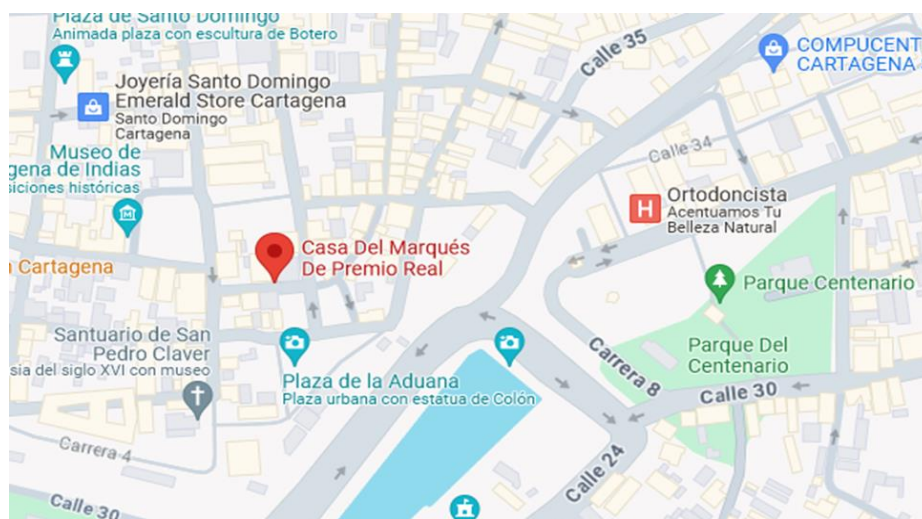 Plaza de Santo Domingo
Animada plaza con escultura de Botero
Calle 35
COMPUCENT
CARTAGENA
Joyería Santo Domingo
Emerald Store Cartagena
Santo Domingo
Cartagena
Museo de
gena de Indias
siciones históricas
Calle 34
Ortodoncista
Acentuamos Tu
Belleza Natural
H
M
Casa Del Marqués
De Premio Real
Cartagena
Parque Centenario
Santuario de San
Pedro Claver
sia del siglo XVI con museo
Plaza de la Aduana
Plaza urbana con estatua de Colón
Carrera 8
Parque Del
Centenario
Calle 30
Carrera 4
Calle 24
Calle 30